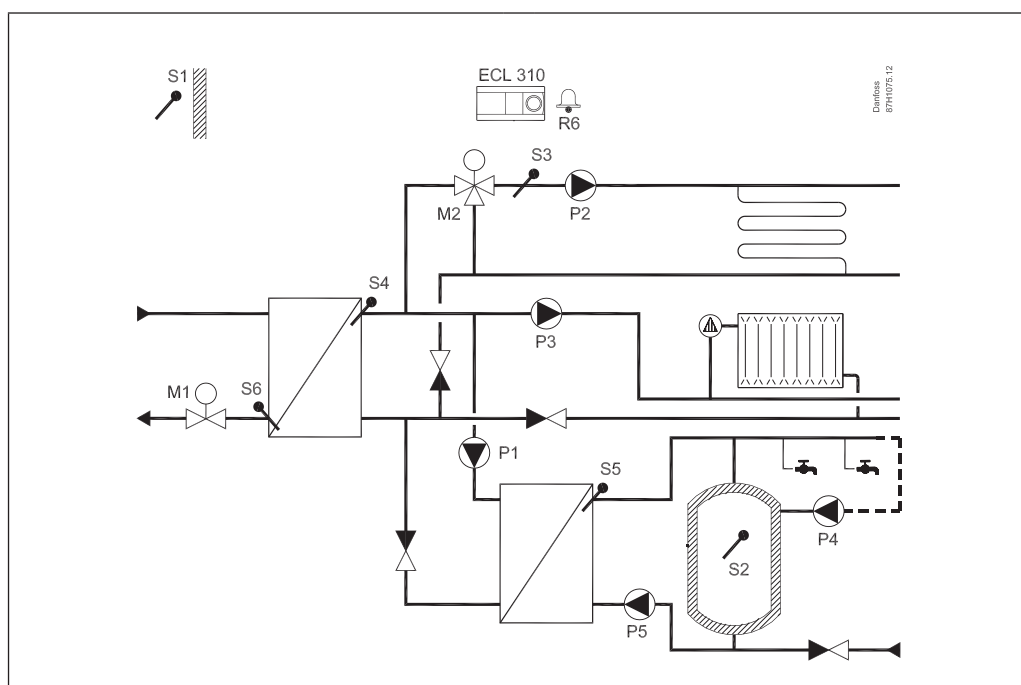 S1
ECL 310
R6
Danfoss
87H1075.12
S3
M2
P2
S4
P3
M1
S6
P1
S5
P4
S2
P5